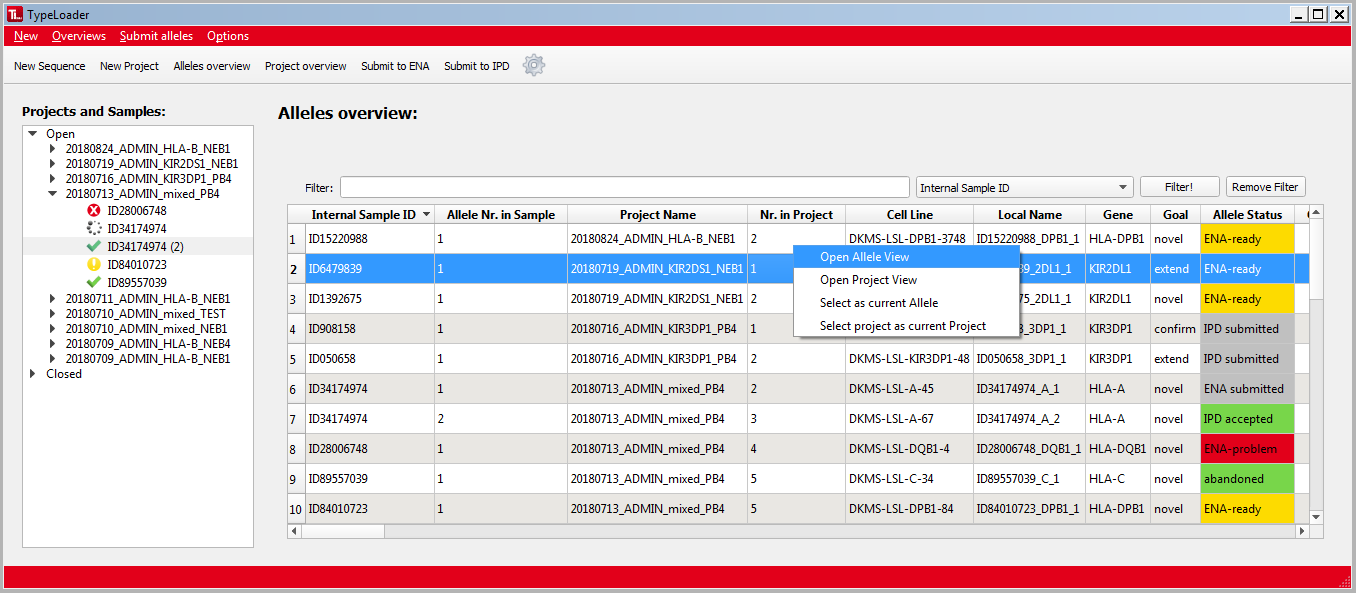 TL TypeLoader
New Overviews Submit alleles Options
New Sequence New Project Alleles overview Project overview Submit to ENA Submit to IPD
Projects and Samples:
Open
20180824_ADMIN_HLA-B_NEB1
20180719_ADMIN_KIR2DS1_NEB1
20180716_ADMIN_KIR3DP1_PB4
20180713_ADMIN_mixed_PB4
ID28006748
ID34174974
ID34174974 (2)
ID84010723
ID89557039
20180711_ADMIN_HLA-B_NEB1
20180710_ADMIN_mixed_TEST
20180710_ADMIN_mixed_NEB1
20180709_ADMIN_HLA-B_NEB4
20180709_ADMIN_HLA-B_NEB1
Closed
Alleles overview:
Filter: Internal Sample ID Filter! Remove Filter
Internal Sample ID Allele Nr. in Sample Project Name Nr. in Project Cell Line Local Name Gene Goal Allele Status
1 ID15220988 1 20180824_ADMIN_HLA-B_NEB1 2 DKMS-LSL-DPB1-3748 ID15220988_DPB1_1 HLA-DPB1 novel ENA-ready
2 ID6479839 1 20180719_ADMIN_KIR2DS1_NEB1 1 39_2DL1_1 KIR2DL1 extend ENA-ready
3 ID1392675 1 20180719_ADMIN_KIR2DS1_NEB1 2 75_2DL1_1 KIR2DL1 novel ENA-ready
4 ID908158 1 20180716_ADMIN_KIR3DP1_PB4 1 3_3DP1_1 KIR3DP1 confirm IPD submitted
5 ID050658 1 20180716_ADMIN_KIR3DP1_PB4 2 DKMS-LSL-KIR3DP1-48 ID050658_3DP1_1 KIR3DP1 extend IPD submitted
6 ID34174974 1 20180713_ADMIN_mixed_PB4 2 DKMS-LSL-A-45 ID34174974_A_1 HLA-A novel ENA submitted
7 ID34174974 2 20180713_ADMIN_mixed_PB4 3 DKMS-LSL-A-67 ID34174974_A_2 HLA-A novel IPD accepted
8 ID28006748 1 20180713_ADMIN_mixed_PB4 4 DKMS-LSL-DQB1-4 ID28006748_DQB1_1 HLA-DQB1 novel ENA-problem
9 ID89557039 1 20180713_ADMIN_mixed_PB4 5 DKMS-LSL-C-34 ID89557039_C_1 HLA-C novel abandoned
10 ID84010723 1 20180713_ADMIN_mixed_PB4 5 DKMS-LSL-DPB1-84 ID84010723_DPB1_1 HLA-DPB1 novel ENA-ready
Open Allele View
Open Project View
Select as current Allele
Select project as current Project